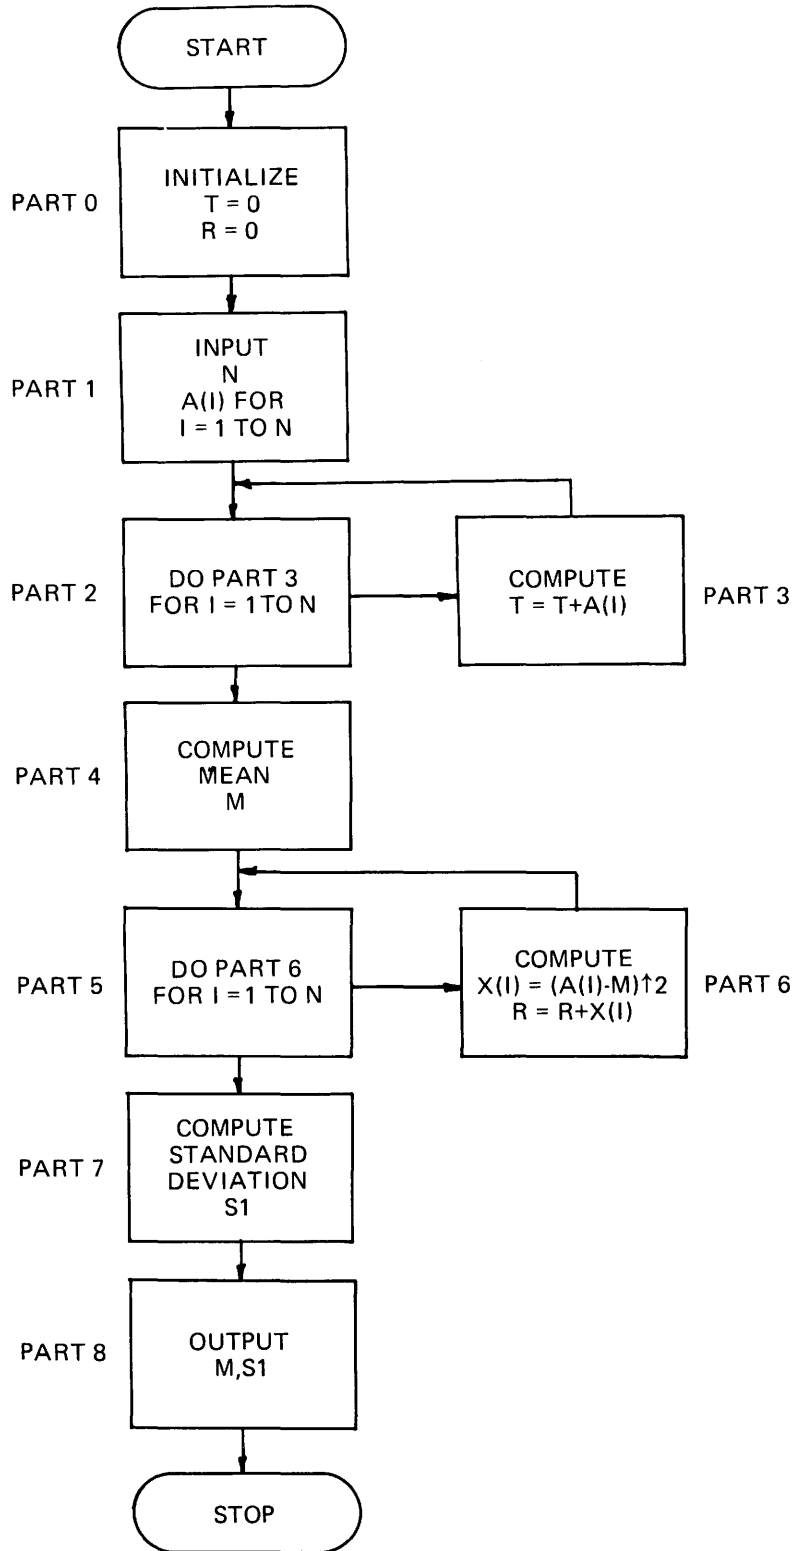 START
PART 0
INITIALIZE
T = 0
R = 0
PART 1
INPUT
N
A(I) FOR
I = 1 TO N
PART 2
DO PART 3
FOR I = 1 TO N
COMPUTE
T = T+A(I)
PART 3
PART 4
COMPUTE
MEAN
M
PART 5
DO PART 6
FOR I = 1 TO N
COMPUTE
X(I) = (A(I)-M)↑2
R = R+X(I)
PART 6
PART 7
COMPUTE
STANDARD
DEVIATION
S1
PART 8
OUTPUT
M,S1
STOP